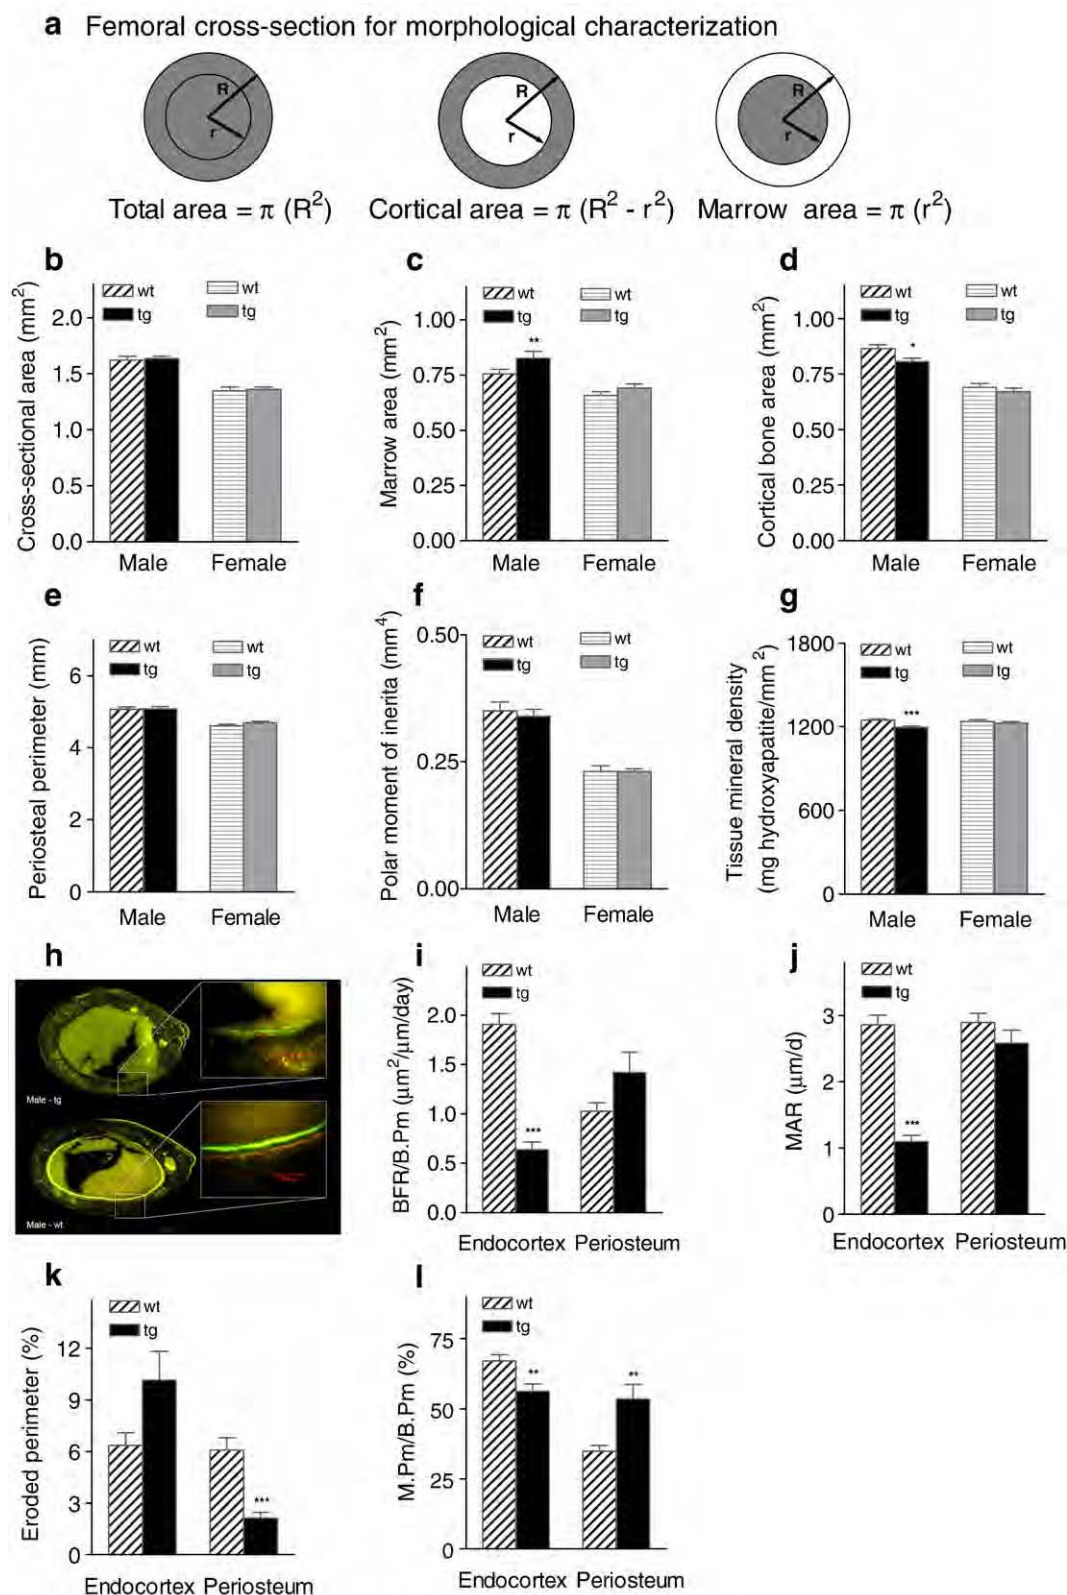 a Femoral cross-section for morphological characterization
R
r
R
r
R
r
Total area = π (R²)
Cortical area = π (R² - r²)
Marrow area = π (r²)
b
Cross-sectional area (mm²)
wt
tg
wt
tg
2.0
1.5
1.0
0.5
0.0
Male
Female
c
Marrow area (mm²)
wt
tg
wt
tg
**
1.00
0.75
0.50
0.25
0.00
Male
Female
d
Cortical bone area (mm²)
wt
tg
wt
tg
*
1.00
0.75
0.50
0.25
0.00
Male
Female
e
Periosteal perimeter (mm)
wt
tg
wt
tg
6
4
2
0
Male
Female
f
Polar moment of inerita (mm⁴)
wt
tg
wt
tg
0.50
0.25
0.00
Male
Female
g
Tissue mineral density
(mg hydroxyapatite/mm²)
wt
tg
wt
tg
***
1800
1200
600
0
Male
Female
h
Male - tg
Male - wt
i
BFR/B.Pm (µm²/µm/day)
wt
tg
***
2.0
1.5
1.0
0.5
0.0
Endocortex
Periosteum
j
MAR (µm/d)
wt
tg
***
3
2
1
0
Endocortex
Periosteum
k
Eroded perimeter (%)
wt
tg
***
12
9
6
3
0
Endocortex
Periosteum
l
M.Pm/B.Pm (%)
wt
tg
**
**
75
50
25
0
Endocortex
Periosteum